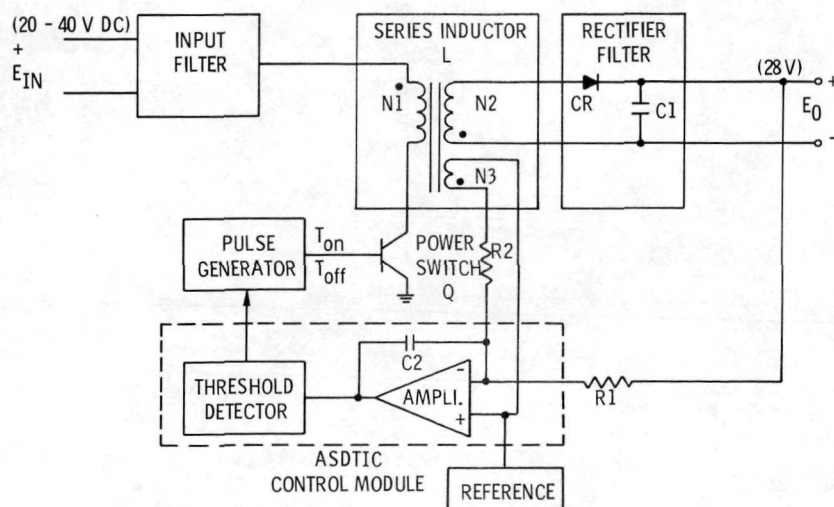 (20 - 40 V DC)
+
E_IN
-
INPUT
FILTER
SERIES INDUCTOR
L
N1
N2
N3
RECTIFIER
FILTER
CR
C1
(28 V)
+
E_O
-
PULSE
GENERATOR
T_on
T_off
POWER
SWITCH
Q
R2
C2
THRESHOLD
DETECTOR
-
AMPLI.
+
R1
ASDTIC
CONTROL MODULE
REFERENCE